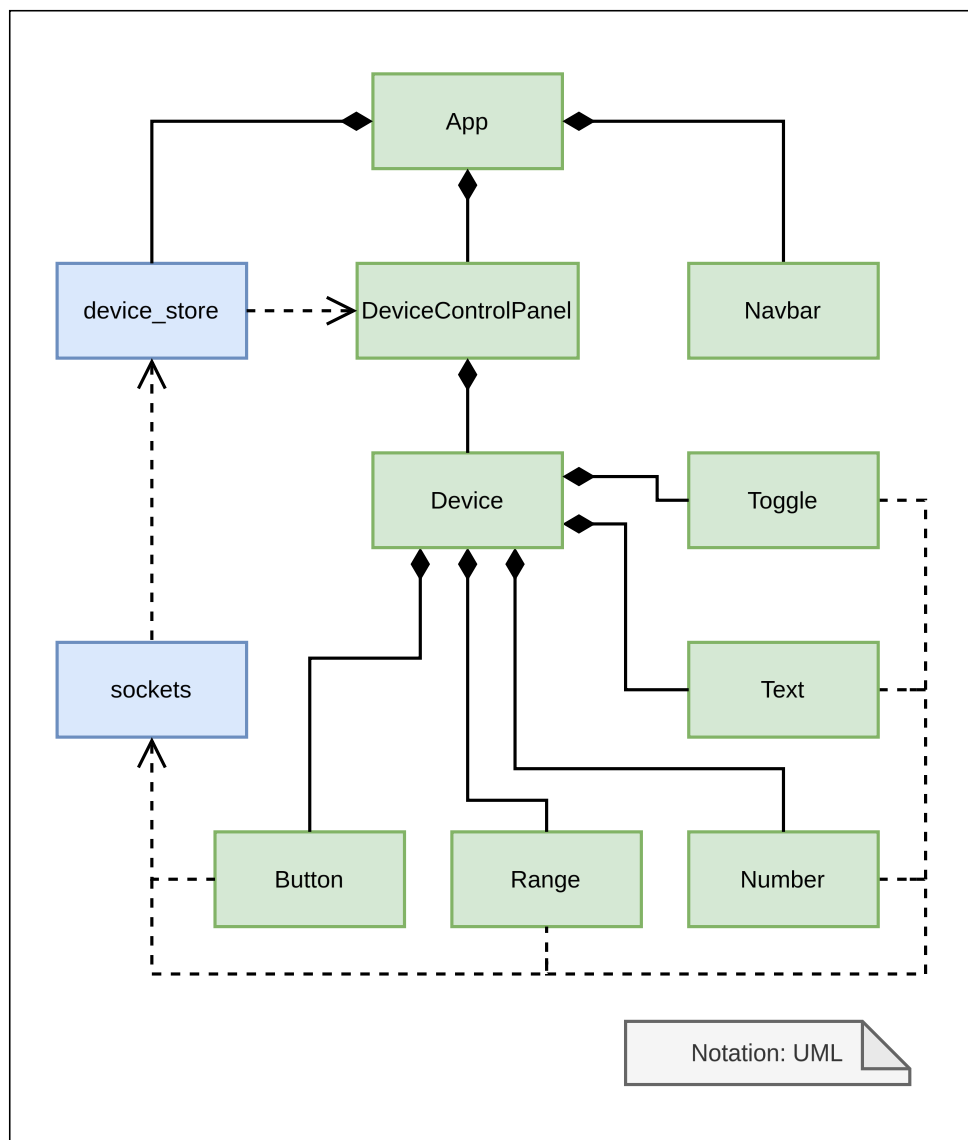 App
device_store
DeviceControlPanel
Navbar
Device
Toggle
sockets
Text
Button
Range
Number
Notation: UML